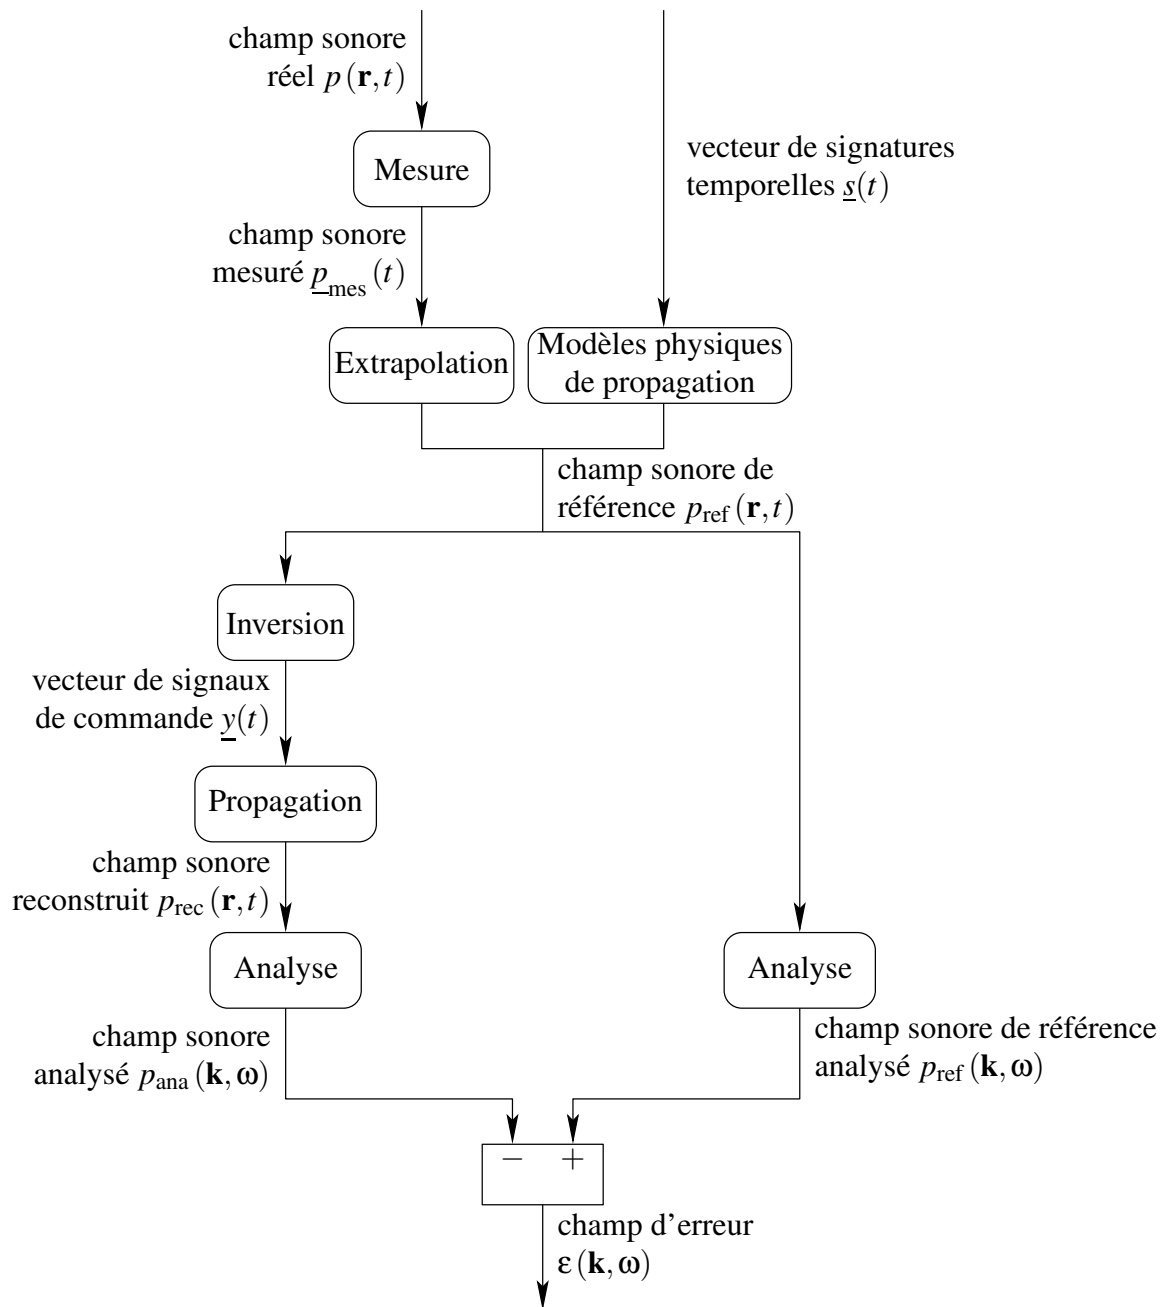 champ sonore
réel p(r,t)
Mesure
vecteur de signatures
temporelles s(t)
champ sonore
mesuré p_mes(t)
Extrapolation
Modèles physiques
de propagation
champ sonore de
référence p_ref(r,t)
Inversion
vecteur de signaux
de commande y(t)
Propagation
champ sonore
reconstruit p_rec(r,t)
Analyse
Analyse
champ sonore
analysé p_ana(k,ω)
champ sonore de référence
analysé p_ref(k,ω)
− +
champ d'erreur
ε(k,ω)